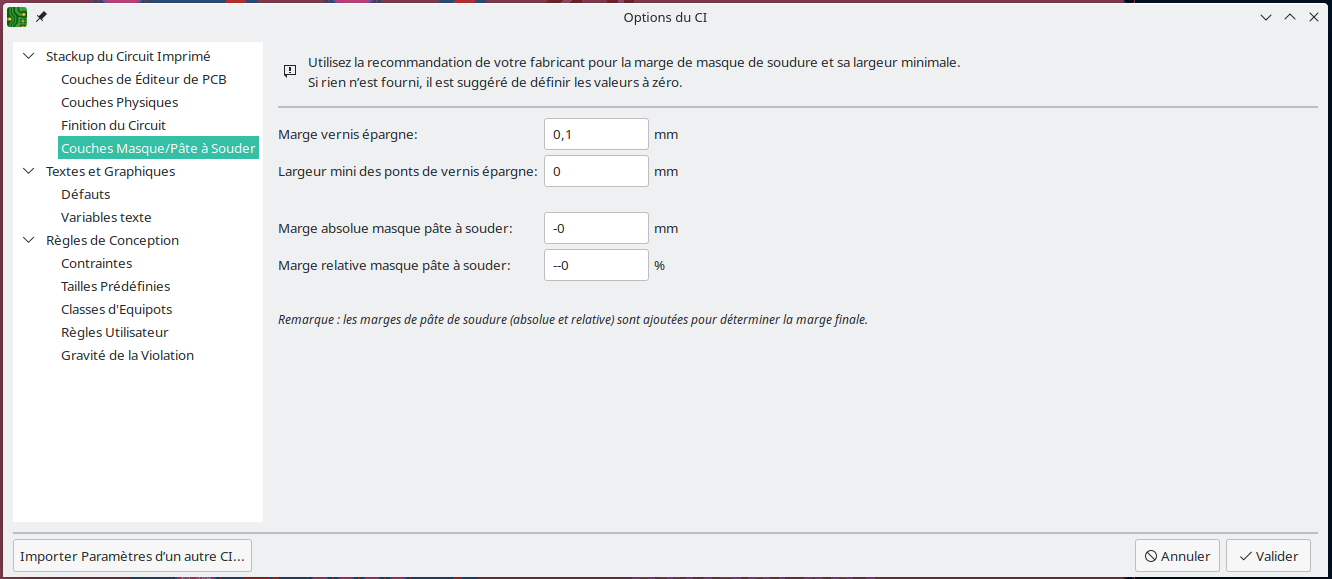 Options du CI
Stackup du Circuit Imprimé
Couches de Éditeur de PCB
Couches Physiques
Finition du Circuit
Couches Masque/Pâte à Souder
Textes et Graphiques
Défauts
Variables texte
Règles de Conception
Contraintes
Tailles Prédéfinies
Classes d'Equipots
Règles Utilisateur
Gravité de la Violation
Utilisez la recommandation de votre fabricant pour la marge de masque de soudure et sa largeur minimale.
Si rien n’est fourni, il est suggéré de définir les valeurs à zéro.
Marge vernis épargne: 0,1 mm
Largeur mini des ponts de vernis épargne: 0 mm
Marge absolue masque pâte à souder: -0 mm
Marge relative masque pâte à souder: --0 %
Remarque : les marges de pâte de soudure (absolue et relative) sont ajoutées pour déterminer la marge finale.
Importer Paramètres d’un autre CI... Annuler Valider